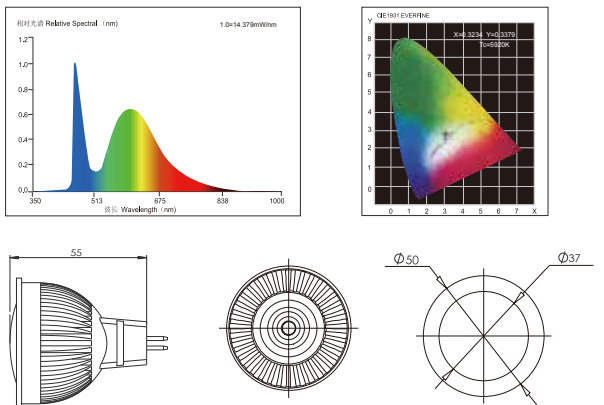 相对光谱 Relative Spectral （nm） 1.0=14.379mW/nm
1.2
1.0
0.8
0.6
0.4
0.2
0.0
350 513 675 838 1000
波长 Wavelength（nm）
CIE1931 EVERFINE
Y
X=0.3234 Y=0.3379
Tc=5920K
8
7
6
5
4
3
2
1
0
0 1 2 3 4 5 6 7 X
55
Φ50
Φ37